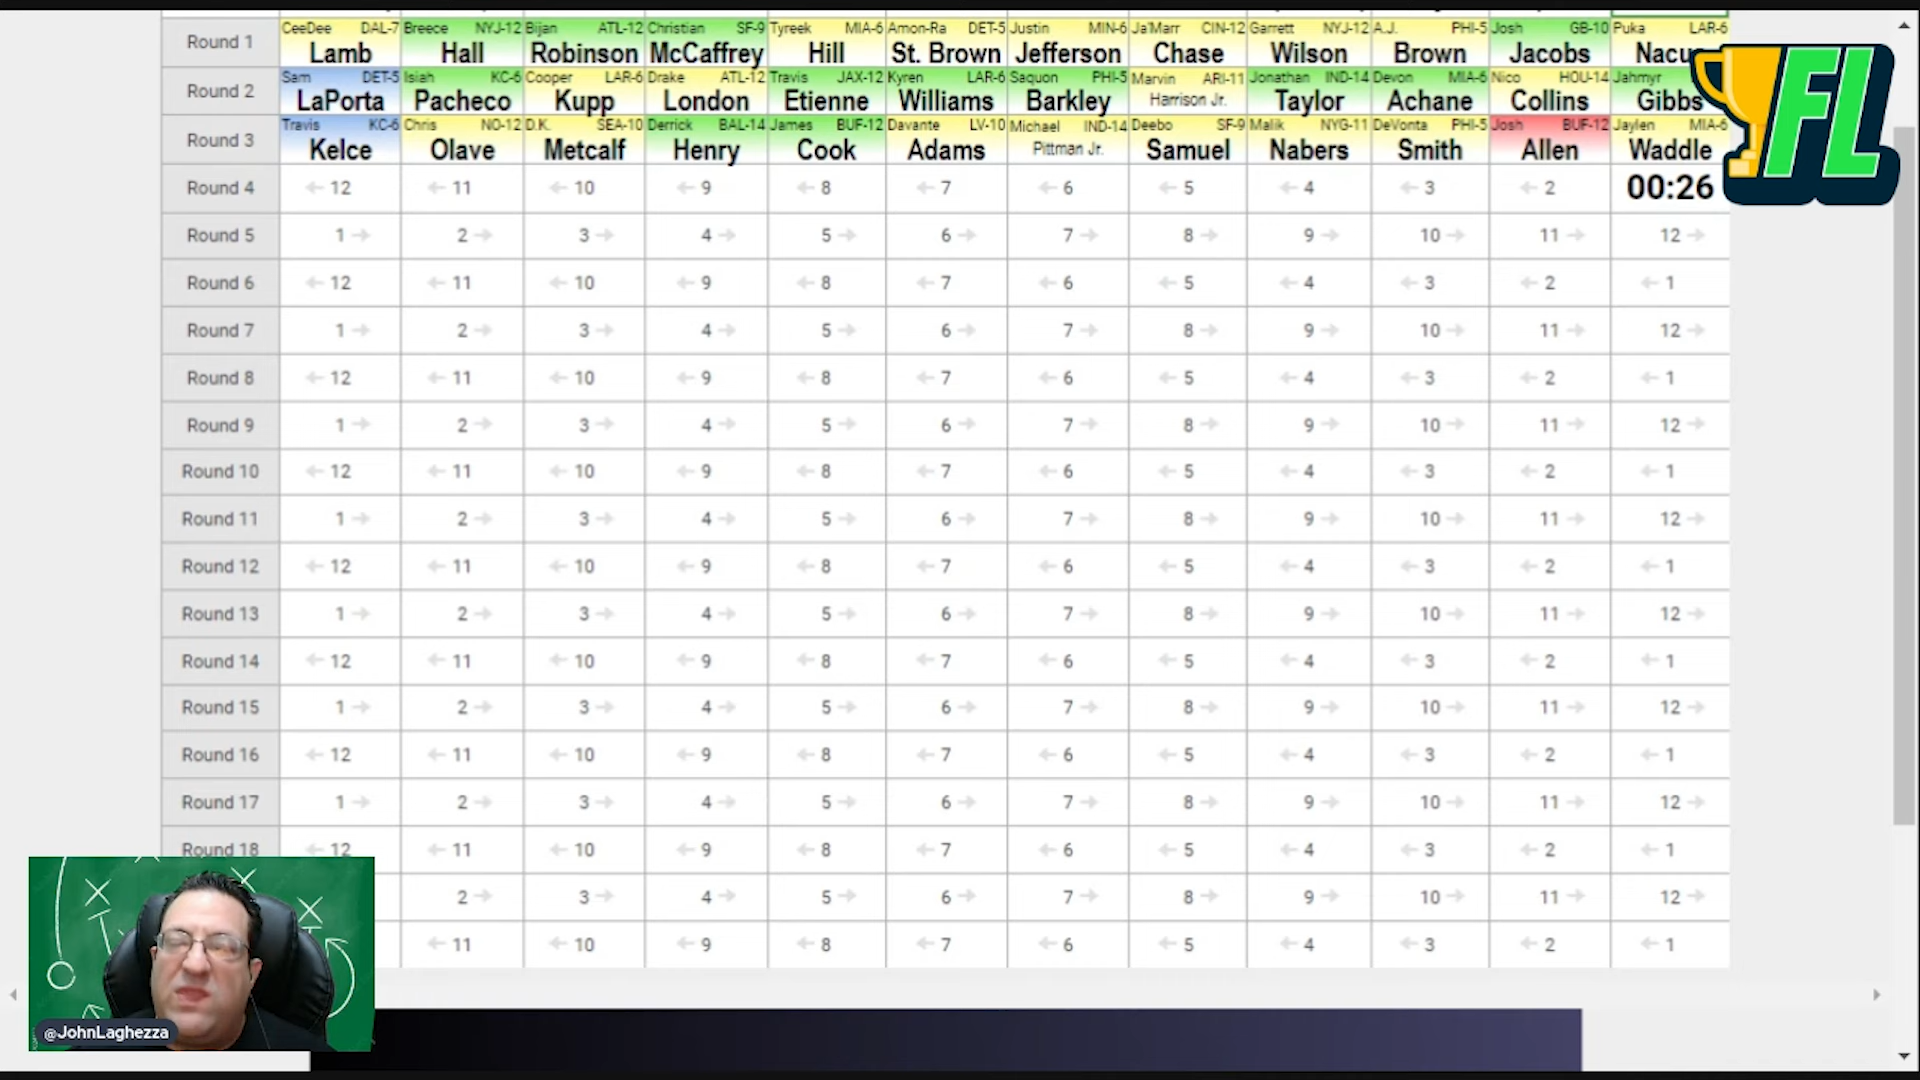 Round 1 CeeDee DAL-7 Lamb Breece NYJ-12 Hall Bijan ATL-12 Robinson Christian SF-9 McCaffrey Tyreek MIA-6 Hill Amon-Ra DET-5 St. Brown Justin MIN-6 Jefferson Ja'Marr CIN-12 Chase Garrett NYJ-12 Wilson A.J. PHI-5 Brown Josh GB-10 Jacobs Puka LAR-6
Round 2 Sam DET-5 LaPorta Isiah KC-6 Pacheco Cooper LAR-6 Kupp Drake ATL-12 London Travis JAX-12 Etienne Kyren LAR-6 Williams Saquon PHI-5 Barkley Marvin ARI-11 Harrison Jr. Jonathan IND-14 Taylor Devon MIA-6 Achane Nico HOU-14 Collins Jahmyr Gibbs
Round 3 Travis KC-6 Kelce Chris NO-12 Olave D.K. SEA-10 Metcalf Derrick BAL-14 Henry James BUF-12 Cook Davante LV-10 Adams Michael IND-14 Pittman Jr. Deebo SF-9 Samuel Malik NYG-11 Nabers DeVonta PHI-5 Smith Josh BUF-12 Allen Jaylen MIA-6 Waddle
Round 4 ← 12 ← 11 ← 10 ← 9 ← 8 ← 7 ← 6 ← 5 ← 4 ← 3 ← 2 00:26
Round 5 1 → 2 → 3 → 4 → 5 → 6 → 7 → 8 → 9 → 10 → 11 → 12 →
Round 6 ← 12 ← 11 ← 10 ← 9 ← 8 ← 7 ← 6 ← 5 ← 4 ← 3 ← 2 ← 1
Round 7 1 → 2 → 3 → 4 → 5 → 6 → 7 → 8 → 9 → 10 → 11 → 12 →
Round 8 ← 12 ← 11 ← 10 ← 9 ← 8 ← 7 ← 6 ← 5 ← 4 ← 3 ← 2 ← 1
Round 9 1 → 2 → 3 → 4 → 5 → 6 → 7 → 8 → 9 → 10 → 11 → 12 →
Round 10 ← 12 ← 11 ← 10 ← 9 ← 8 ← 7 ← 6 ← 5 ← 4 ← 3 ← 2 ← 1
Round 11 1 → 2 → 3 → 4 → 5 → 6 → 7 → 8 → 9 → 10 → 11 → 12 →
Round 12 ← 12 ← 11 ← 10 ← 9 ← 8 ← 7 ← 6 ← 5 ← 4 ← 3 ← 2 ← 1
Round 13 1 → 2 → 3 → 4 → 5 → 6 → 7 → 8 → 9 → 10 → 11 → 12 →
Round 14 ← 12 ← 11 ← 10 ← 9 ← 8 ← 7 ← 6 ← 5 ← 4 ← 3 ← 2 ← 1
Round 15 1 → 2 → 3 → 4 → 5 → 6 → 7 → 8 → 9 → 10 → 11 → 12 →
Round 16 ← 12 ← 11 ← 10 ← 9 ← 8 ← 7 ← 6 ← 5 ← 4 ← 3 ← 2 ← 1
Round 17 1 → 2 → 3 → 4 → 5 → 6 → 7 → 8 → 9 → 10 → 11 → 12 →
Round 18 ← 12 ← 11 ← 10 ← 9 ← 8 ← 7 ← 6 ← 5 ← 4 ← 3 ← 2 ← 1
2 → 3 → 4 → 5 → 6 → 7 → 8 → 9 → 10 → 11 → 12 →
← 11 ← 10 ← 9 ← 8 ← 7 ← 6 ← 5 ← 4 ← 3 ← 2 ← 1
FL
@JohnLaghezza